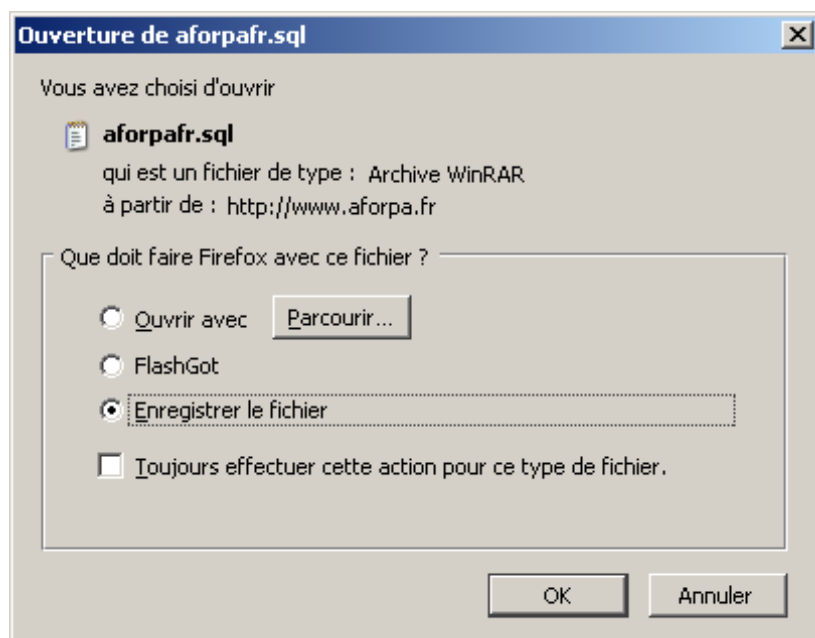 Ouverture de aforpafr.sql
Vous avez choisi d'ouvrir
aforpafr.sql
qui est un fichier de type : Archive WinRAR
à partir de : http://www.aforpa.fr
Que doit faire Firefox avec ce fichier ?
Ouvrir avec Parcourir...
FlashGot
Enregistrer le fichier
Toujours effectuer cette action pour ce type de fichier.
OK Annuler